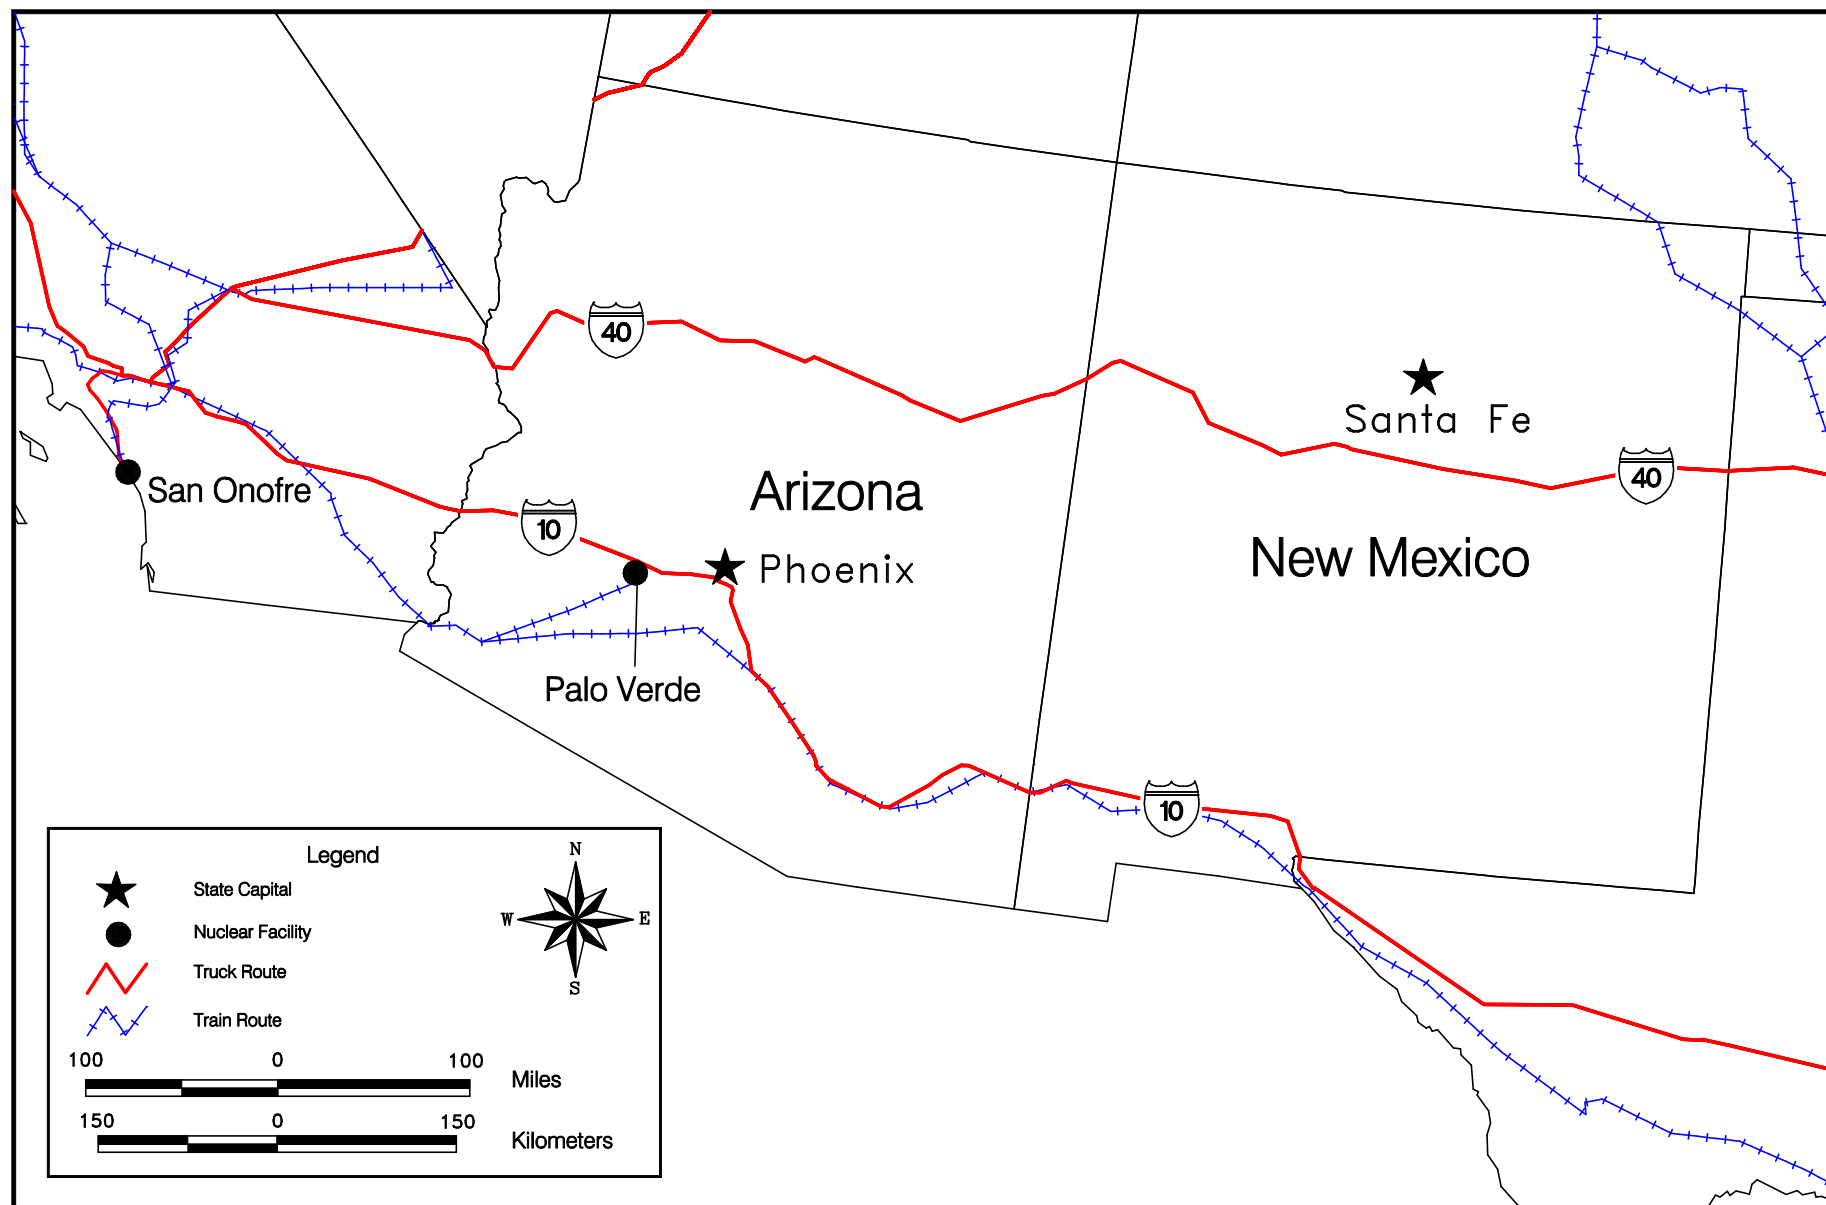 40
Santa Fe
40
San Onofre
Arizona
10
Phoenix
New Mexico
Palo Verde
10
Legend
N
State Capital
W
E
Nuclear Facility
Truck Route
S
Train Route
100 0 100
Miles
150 0 150
Kilometers